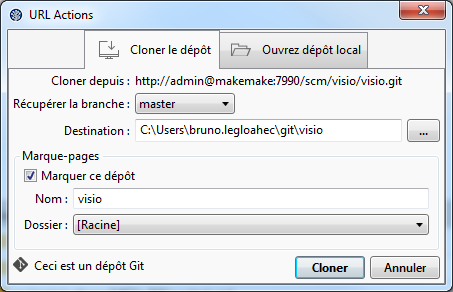 URL Actions
Cloner le dépôt
Ouvrez dépôt local
Cloner depuis : http://admin@makemake:7990/scm/visio/visio.git
Récupérer la branche : master
Destination : C:\Users\bruno.legloahec\git\visio ...
Marque-pages
Marquer ce dépôt
Nom : visio
Dossier : [Racine]
Ceci est un dépôt Git
Cloner
Annuler